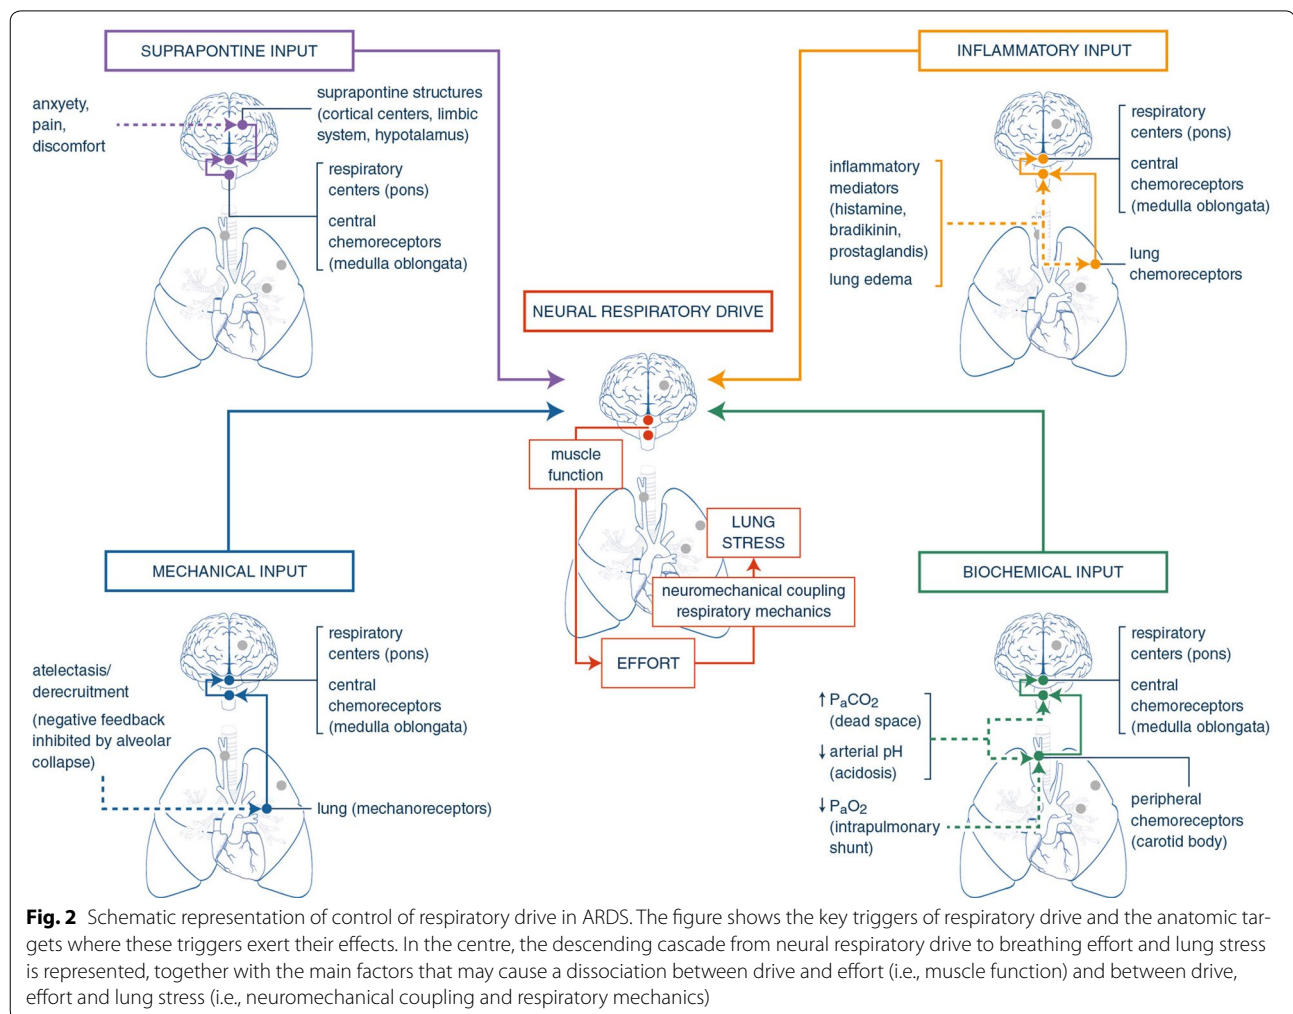 SUPRAPONTINE INPUT
anxyety,
pain,
discomfort
suprapontine structures
(cortical centers, limbic
system, hypotalamus)
respiratory
centers (pons)
central
chemoreceptors
(medulla oblongata)
INFLAMMATORY INPUT
inflammatory
mediators
(histamine,
bradikinin,
prostaglandis)
lung edema
respiratory
centers (pons)
central
chemoreceptors
(medulla oblongata)
lung
chemoreceptors
NEURAL RESPIRATORY DRIVE
muscle
function
LUNG
STRESS
neuromechanical coupling
respiratory mechanics
EFFORT
MECHANICAL INPUT
atelectasis/
derecruitment
(negative feedback
inhibited by alveolar
collapse)
respiratory
centers (pons)
central
chemoreceptors
(medulla oblongata)
lung (mechanoreceptors)
BIOCHEMICAL INPUT
↑ PaCO2
(dead space)
↓ arterial pH
(acidosis)
↓ PaO2
(intrapulmonary
shunt)
respiratory
centers (pons)
central
chemoreceptors
(medulla oblongata)
peripheral
chemoreceptors
(carotid body)
Fig. 2 Schematic representation of control of respiratory drive in ARDS. The figure shows the key triggers of respiratory drive and the anatomic tar-
gets where these triggers exert their effects. In the centre, the descending cascade from neural respiratory drive to breathing effort and lung stress
is represented, together with the main factors that may cause a dissociation between drive and effort (i.e., muscle function) and between drive,
effort and lung stress (i.e., neuromechanical coupling and respiratory mechanics)